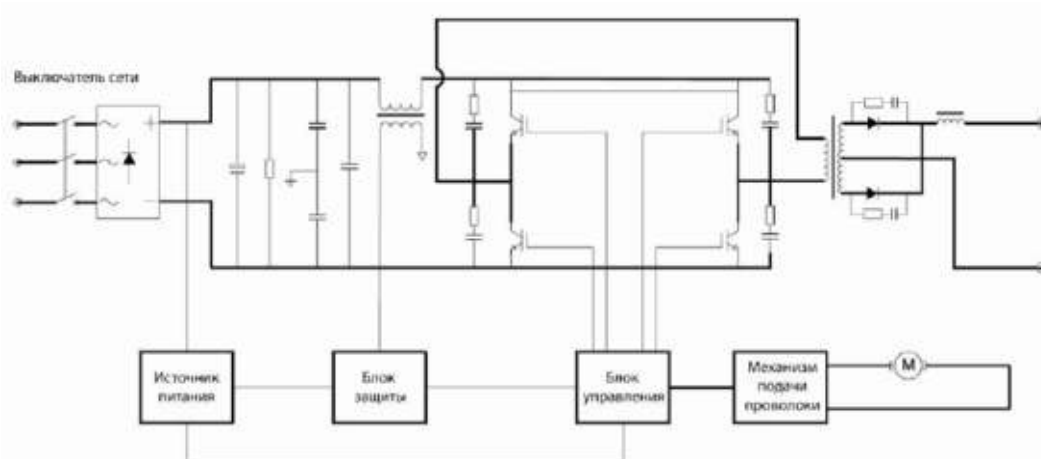 Выключатель сети
Источник
питания
Блок
защиты
Блок
управления
Механизм
подачи
проволоки
M